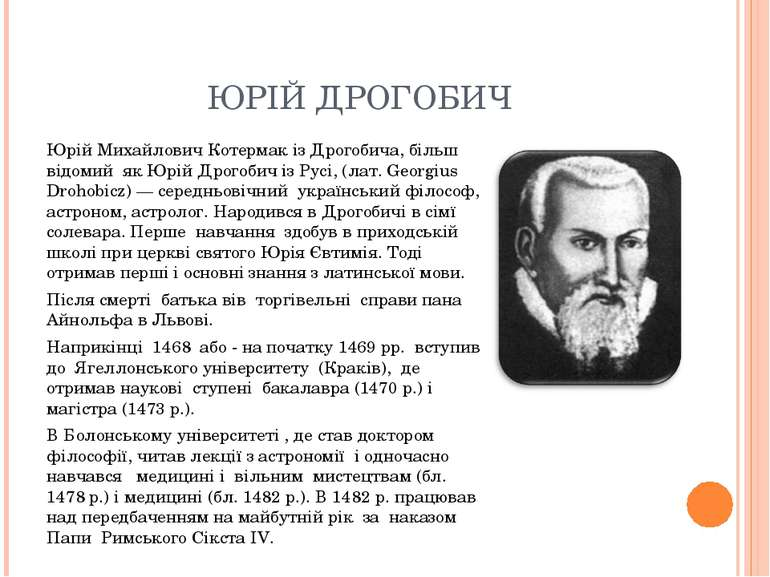 ЮРІЙ ДРОГОБИЧ
Юрій Михайлович Котермак із Дрогобича, більш
відомий як Юрій Дрогобич із Русі, (лат. Georgius
Drohobicz) — середньовічний український філософ,
астроном, астролог. Народився в Дрогобичі в сімї
солевара. Перше навчання здобув в приходській
школі при церкві святого Юрія Євтимія. Тоді
отримав перші і основні знання з латинської мови.
Після смерті батька вів торгівельні справи пана
Айнольфа в Львові.
Наприкінці 1468 або - на початку 1469 рр. вступив
до Ягеллонського університету (Краків), де
отримав наукові ступені бакалавра (1470 р.) і
магістра (1473 р.).
В Болонському університеті , де став доктором
філософії, читав лекції з астрономії і одночасно
навчався медицині і вільним мистецтвам (бл.
1478 р.) і медицині (бл. 1482 р.). В 1482 р. працював
над передбаченням на майбутній рік за наказом
Папи Римського Сікста IV.